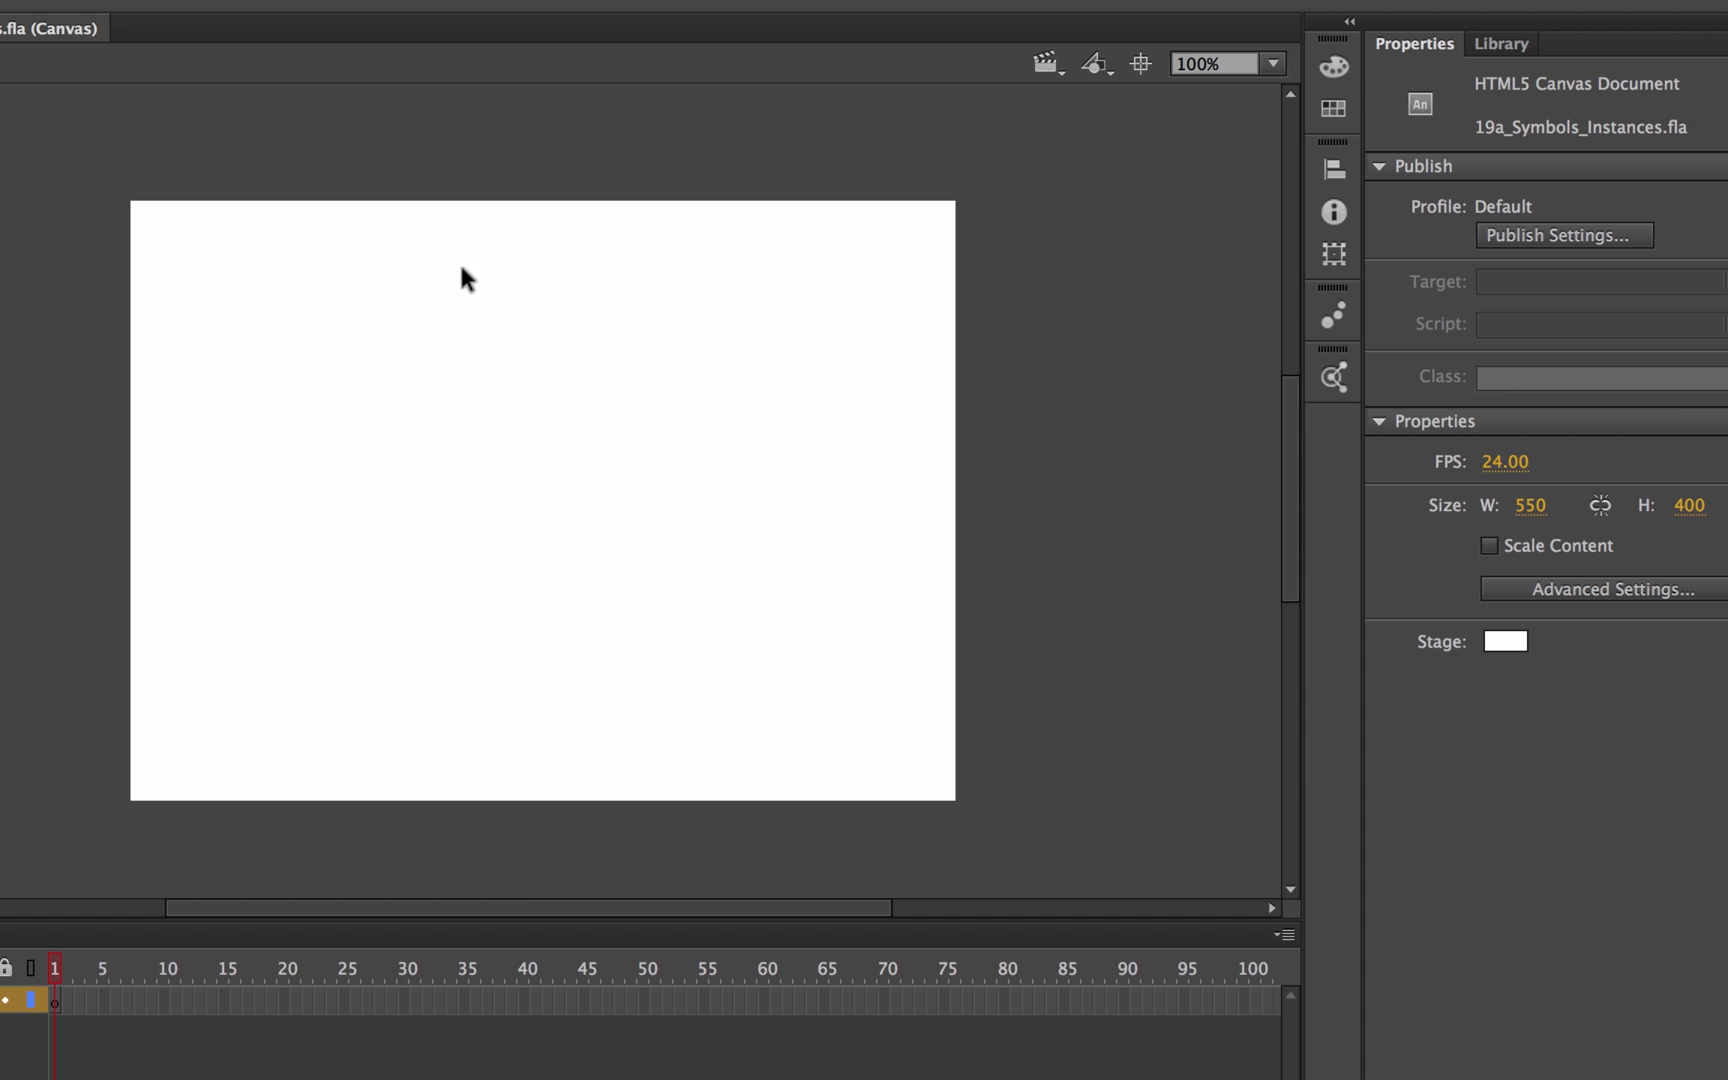 s.fla (Canvas)
100%
Properties Library
An
HTML5 Canvas Document
19a_Symbols_Instances.fla
Publish
Profile: Default
Publish Settings...
Target:
Script:
Class:
Properties
FPS: 24.00
Size: W: 550 H: 400
Scale Content
Advanced Settings...
Stage:
1 5 10 15 20 25 30 35 40 45 50 55 60 65 70 75 80 85 90 95 100